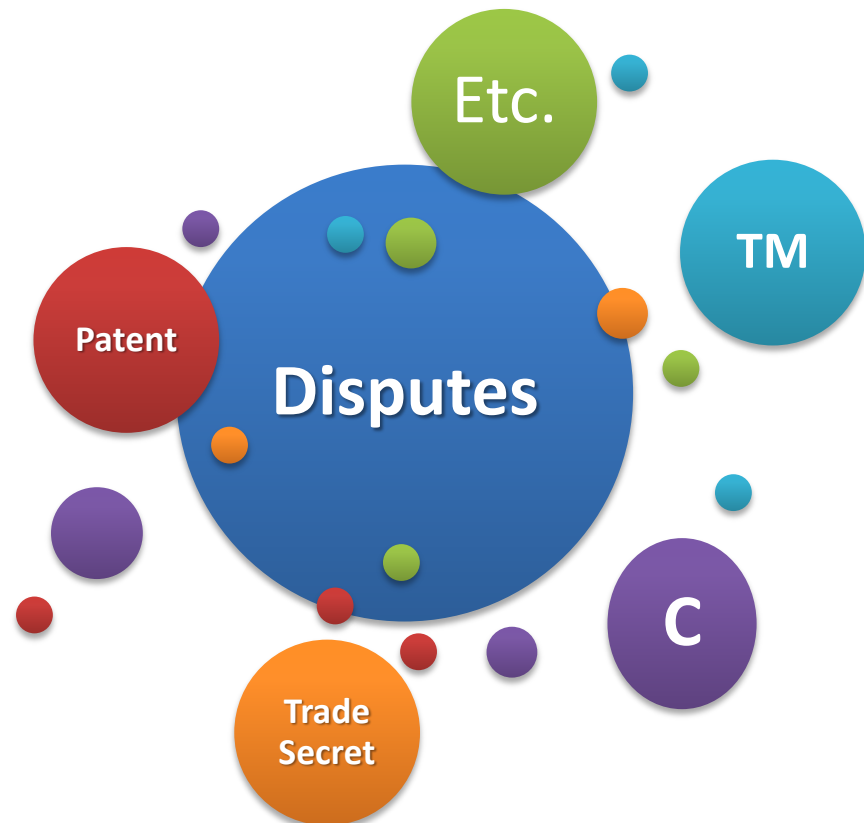 Etc.
TM
Patent
Disputes
C
Trade
Secret